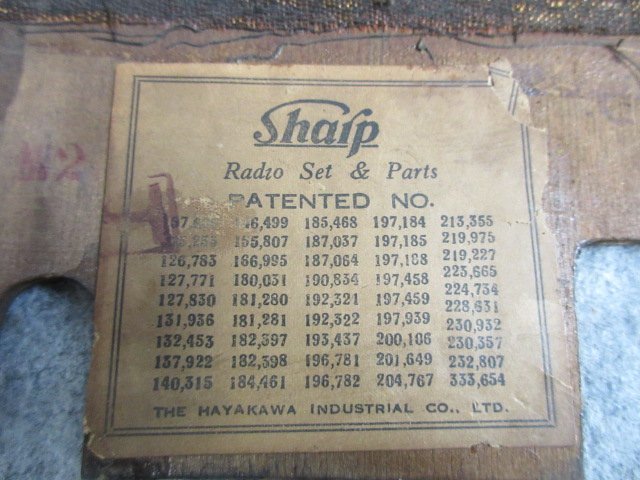 Sharp
Radio Set & Parts
PATENTED NO.
146,499 185,468 197,184 213,355
155,807 187,037 197,185 219,975
126,763 166,995 187,064 197,188 219,227
127,771 180,031 190,834 197,458 223,665
127,830 181,280 192,321 197,459 224,734
131,936 181,281 192,322 197,939 228,631
132,453 182,397 193,437 200,106 230,932
137,922 182,398 196,781 201,649 230,357
140,315 184,461 196,782 204,767 232,807
333,654
THE HAYAKAWA INDUSTRIAL CO., LTD.